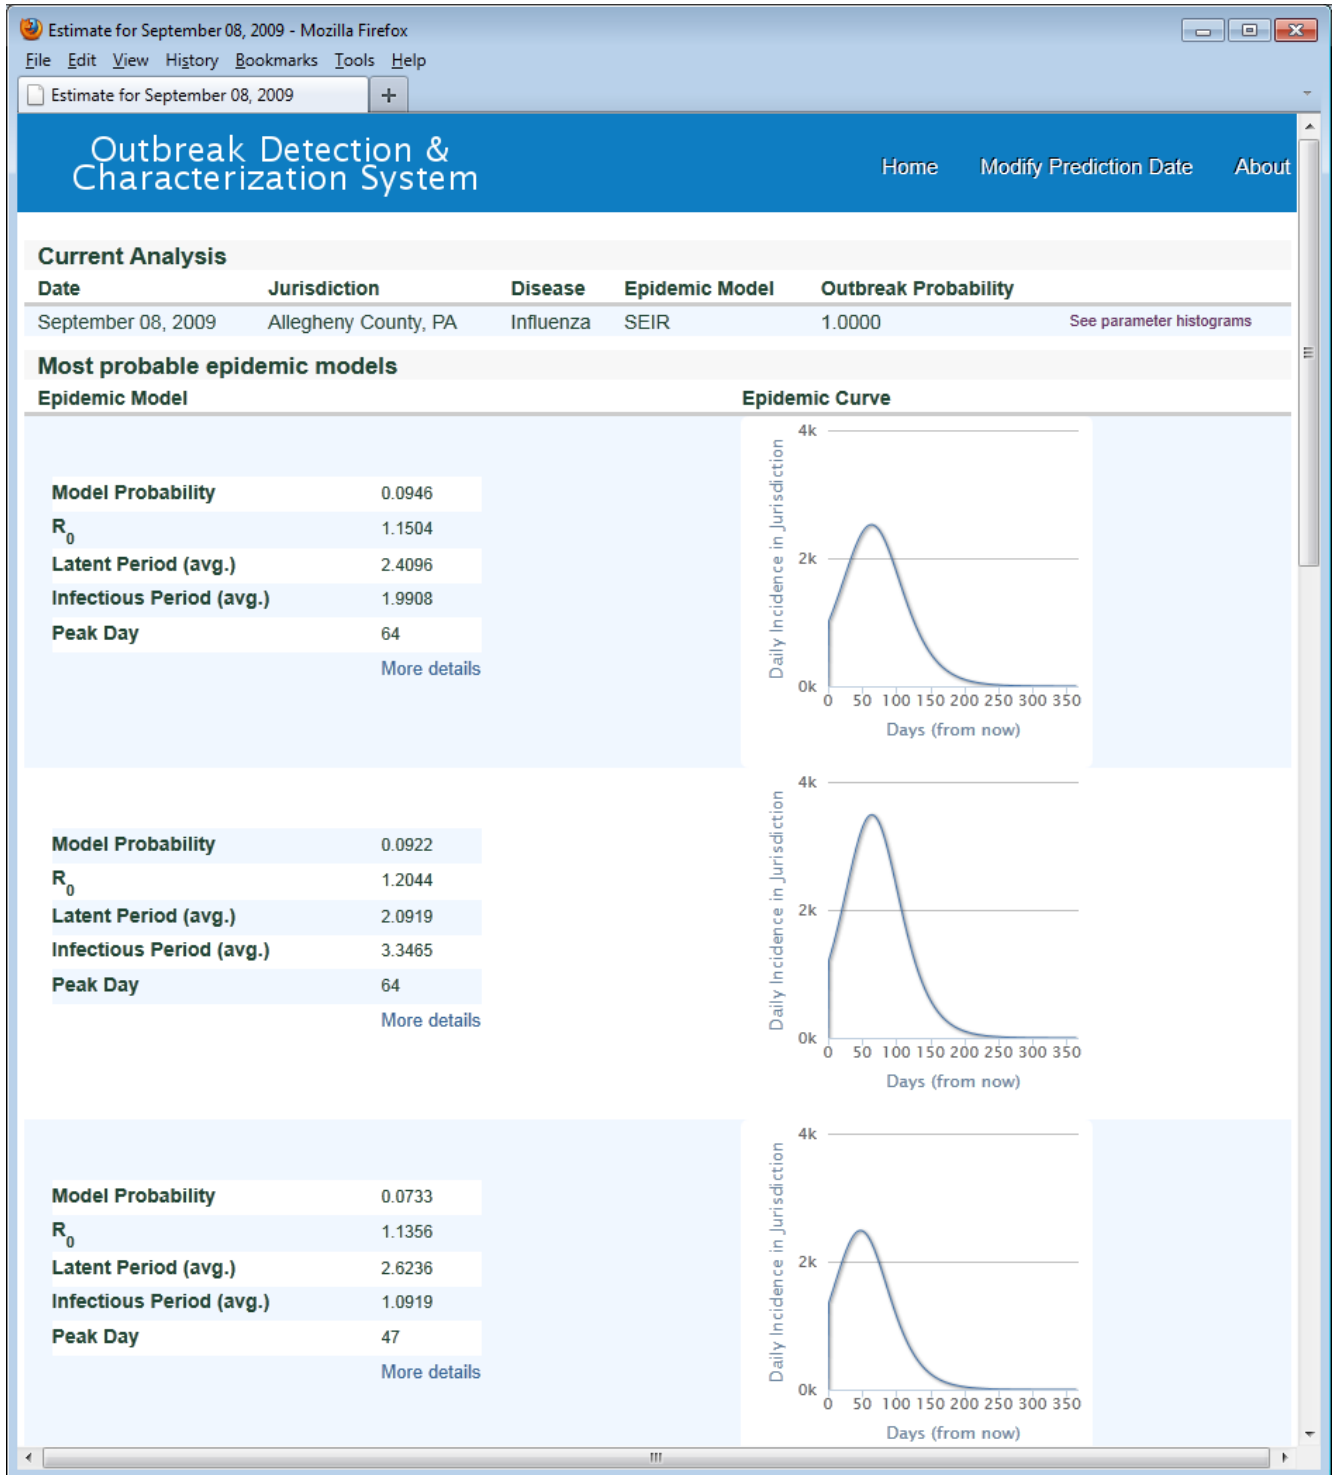 Estimate for September 08, 2009 - Mozilla Firefox
File Edit View History Bookmarks Tools Help
Estimate for September 08, 2009
Outbreak Detection &
Characterization System
Home Modify Prediction Date About
Current Analysis
Date Jurisdiction Disease Epidemic Model Outbreak Probability
September 08, 2009 Allegheny County, PA Influenza SEIR 1.0000 See parameter histograms
Most probable epidemic models
Epidemic Model Epidemic Curve
Model Probability 0.0946
R0 1.1504
Latent Period (avg.) 2.4096
Infectious Period (avg.) 1.9908
Peak Day 64
More details
Daily Incidence in Jurisdiction
4k
2k
0k
0 50 100 150 200 250 300 350
Days (from now)
Model Probability 0.0922
R0 1.2044
Latent Period (avg.) 2.0919
Infectious Period (avg.) 3.3465
Peak Day 64
More details
Daily Incidence in Jurisdiction
4k
2k
0k
0 50 100 150 200 250 300 350
Days (from now)
Model Probability 0.0733
R0 1.1356
Latent Period (avg.) 2.6236
Infectious Period (avg.) 1.0919
Peak Day 47
More details
Daily Incidence in Jurisdiction
4k
2k
0k
0 50 100 150 200 250 300 350
Days (from now)